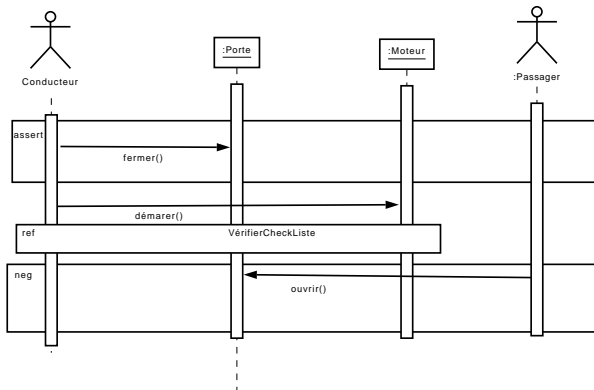 :Porte
:Moteur
Conducteur
:Passager
assert
fermer()
démarer()
ref
VérifierCheckListe
neg
ouvrir()